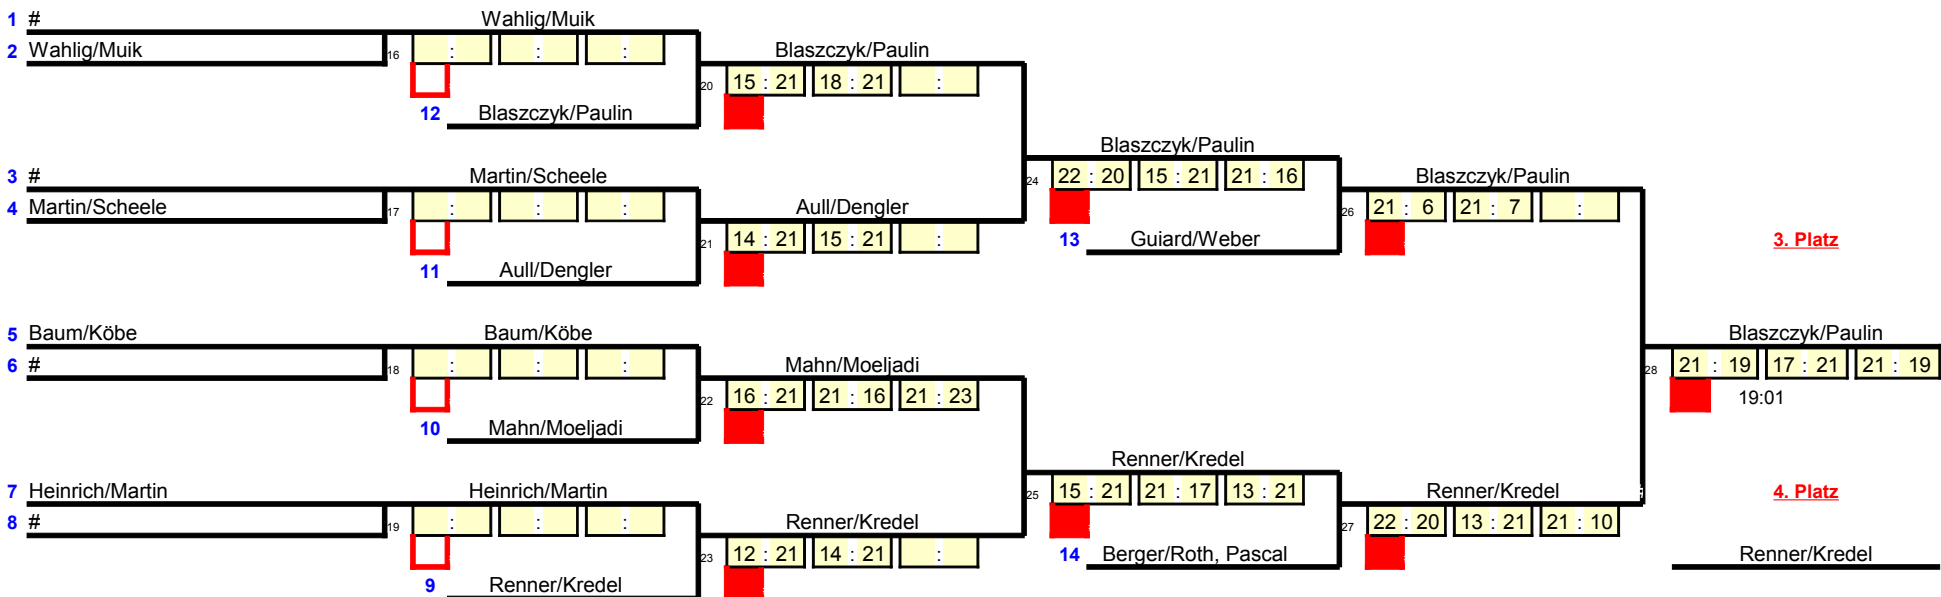 1 # Wahlig/Muik
2 Wahlig/Muik 16 : : : Blaszczyk/Paulin
20 15 : 21 18 : 21 :
12 Blaszczyk/Paulin
Blaszczyk/Paulin
3 # Martin/Scheele 24 22 : 20 15 : 21 21 : 16 Blaszczyk/Paulin
4 Martin/Scheele 17 : : : Aull/Dengler 26 21 : 6 21 : 7 :
21 14 : 21 15 : 21 : 13 Guiard/Weber 3. Platz
11 Aull/Dengler
5 Baum/Köbe Baum/Köbe Blaszczyk/Paulin
6 # 18 : : : Mahn/Moeljadi 28 21 : 19 17 : 21 21 : 19
22 16 : 21 21 : 16 21 : 23 19:01
10 Mahn/Moeljadi
Renner/Kredel
7 Heinrich/Martin Heinrich/Martin 25 15 : 21 21 : 17 13 : 21 Renner/Kredel 4. Platz
8 # 19 : : : Renner/Kredel 27 22 : 20 13 : 21 21 : 10
23 12 : 21 14 : 21 : 14 Berger/Roth, Pascal Renner/Kredel
9 Renner/Kredel